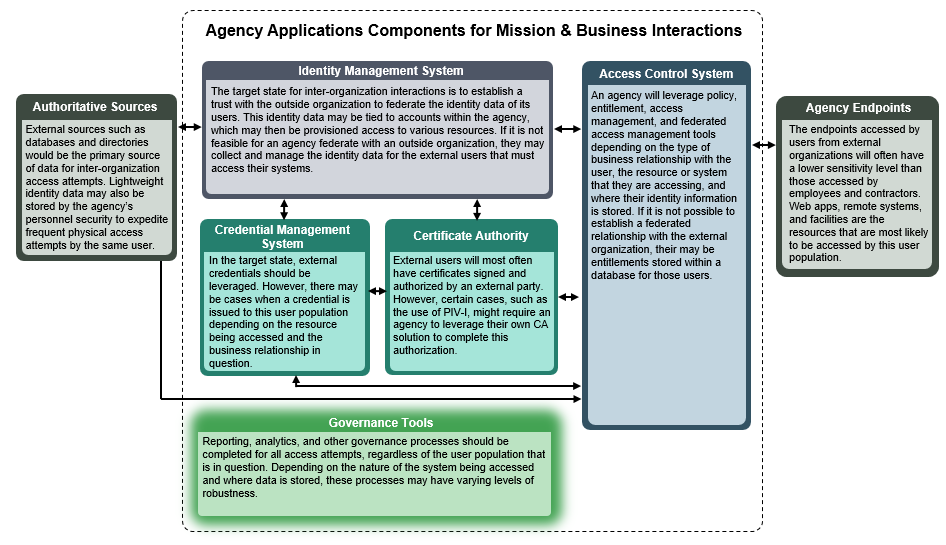 Agency Applications Components for Mission & Business Interactions
Authoritative Sources
External sources such as
databases and directories
would be the primary source
of data for inter-organization
access attempts. Lightweight
identity data may also be
stored by the agency's
personnel security to expedite
frequent physical access
attempts by the same user.
Identity Management System
The target state for inter-organization interactions is to establish a
trust with the outside organization to federate the identity data of its
users. This identity data may be tied to accounts within the agency,
which may then be provisioned access to various resources. If it is not
feasible for an agency federate with an outside organization, they may
collect and manage the identity data for the external users that must
access their systems.
Credential Management
System
In the target state, external
credentials should be
leveraged. However, there may
be cases when a credential is
issued to this user population
depending on the resource
being accessed and the
business relationship in
question.
Certificate Authority
External users will most often
have certificates signed and
authorized by an external party.
However, certain cases, such as
the use of PIV-I, might require an
agency to leverage their own CA
solution to complete this
authorization.
Access Control System
An agency will leverage policy,
entitlement, access
management, and federated
access management tools
depending on the type of
business relationship with the
user, the resource or system
that they are accessing, and
where their identity information
is stored. If it is not possible to
establish a federated
relationship with the external
organization, their may be
entitlements stored within a
database for those users.
Agency Endpoints
The endpoints accessed by
users from external
organizations will often have
a lower sensitivity level than
those accessed by
employees and contractors.
Web apps, remote systems,
and facilities are the
resources that are most likely
to be accessed by this user
population.
Governance Tools
Reporting, analytics, and other governance processes should be
completed for all access attempts, regardless of the user population that
is in question. Depending on the nature of the system being accessed
and where data is stored, these processes may have varying levels of
robustness.